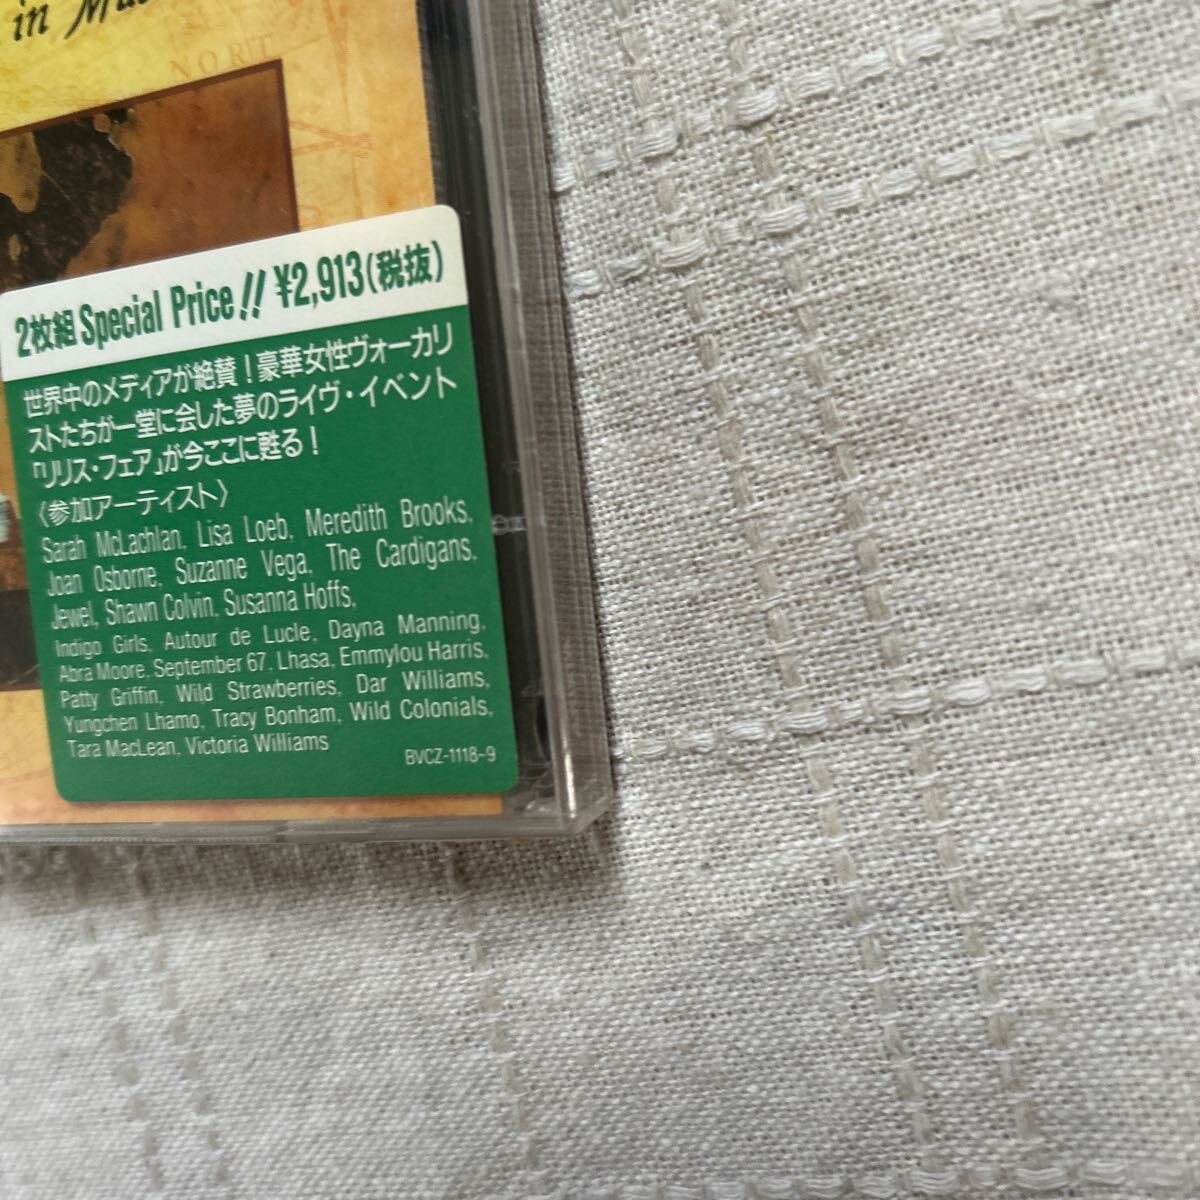 in
NORT
2枚組 Special Price!! ¥2,913(税抜)
世界中のメディアが絶賛！豪華女性ヴォーカリ
ストたちが一堂に会した夢のライヴ・イベント
「リリス・フェア」が今ここに甦る！
〈参加アーティスト〉
Sarah McLachlan, Lisa Loeb, Meredith Brooks,
Joan Osborne, Suzanne Vega, The Cardigans,
Jewel, Shawn Colvin, Susanna Hoffs,
Indigo Girls, Autour de Lucle, Dayna Manning,
Abra Moore, September 67, Lhasa, Emmylou Harris,
Patty Griffin, Wild Strawberries, Dar Williams,
Yungchen Lhamo, Tracy Bonham, Wild Colonials,
Tara MacLean, Victoria Williams
BVCZ-1118~9